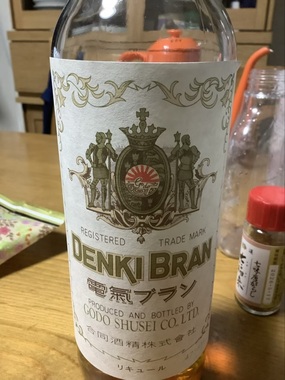 REGISTERED TRADE MARK
DENKI BRAN
電氣ブラン
PRODUCED AND BOTTLED BY
GODO SHUSEI CO. LTD.
合同酒精株式會社
リキュール